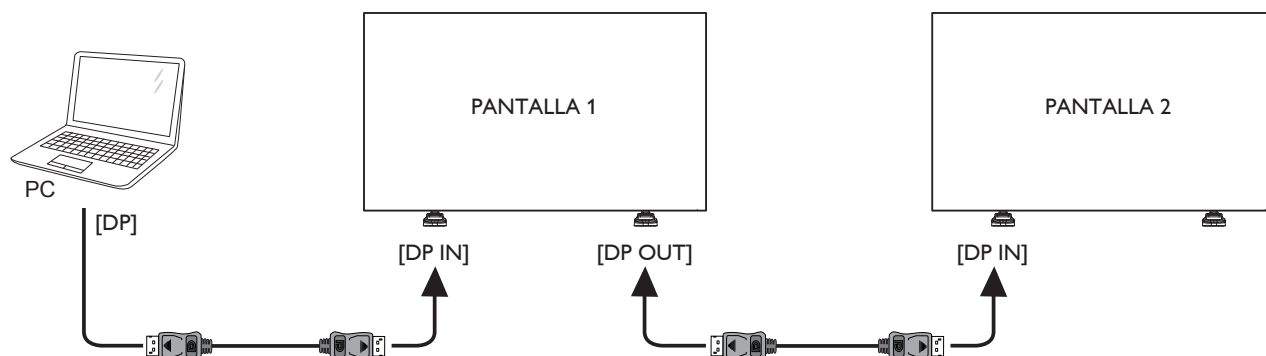 PANTALLA 1
PANTALLA 2
PC
[DP]
[DP IN]
[DP OUT]
[DP IN]